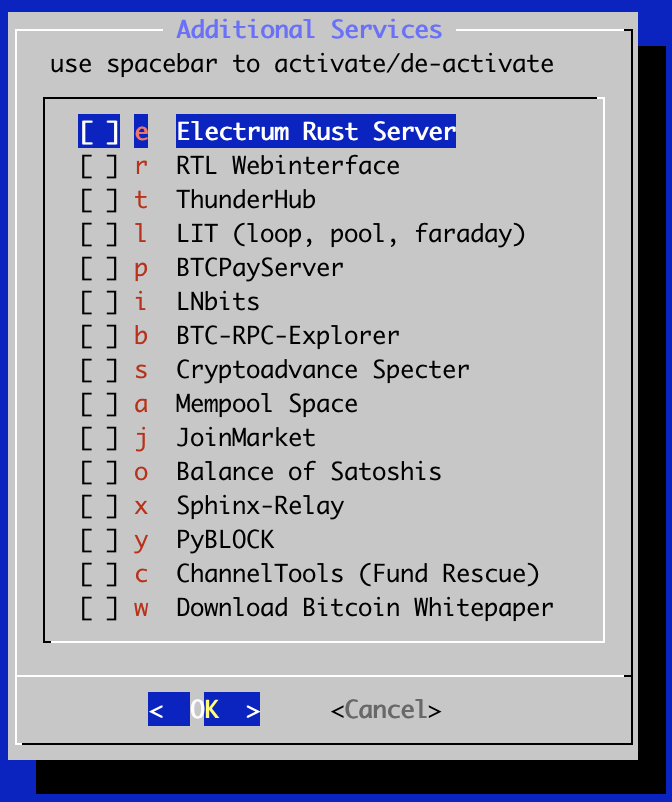 Additional Services
use spacebar to activate/de-activate
[ ] e Electrum Rust Server
[ ] r RTL Webinterface
[ ] t ThunderHub
[ ] l LIT (loop, pool, faraday)
[ ] p BTCPayServer
[ ] i LNbits
[ ] b BTC-RPC-Explorer
[ ] s Cryptoadvance Specter
[ ] a Mempool Space
[ ] j JoinMarket
[ ] o Balance of Satoshis
[ ] x Sphinx-Relay
[ ] y PyBLOCK
[ ] c ChannelTools (Fund Rescue)
[ ] w Download Bitcoin Whitepaper
< OK > <Cancel>